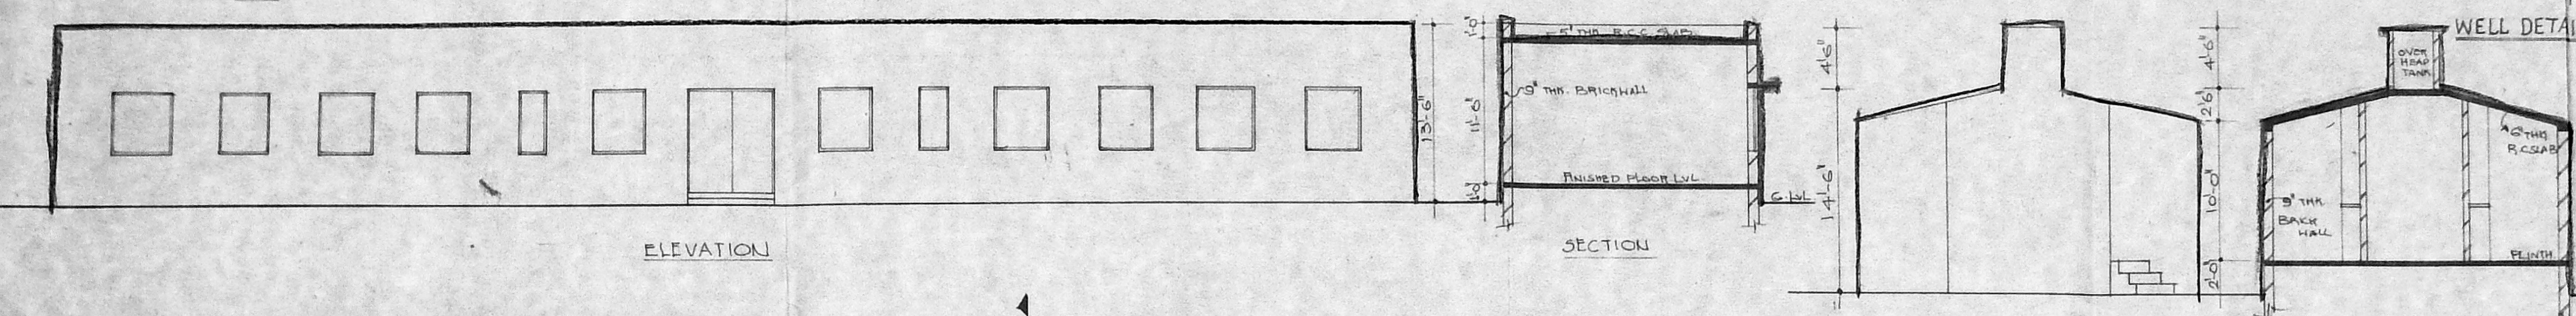 ELEVATION
13'-6"
1'-0"
11'-0"
1'-0"
5" THK R.C.C. SLAB
9" THK. BRICKWALL
FINISHED FLOOR LVL
G. LVL
SECTION
4'-6"
14'-6"
4'-6"
2'6"
10'-0"
2'-0"
WELL DETA
OVER
HEAD
TANK
6" THK
R.C SLAB
9" THK
BRICK
WALL
PLINTH